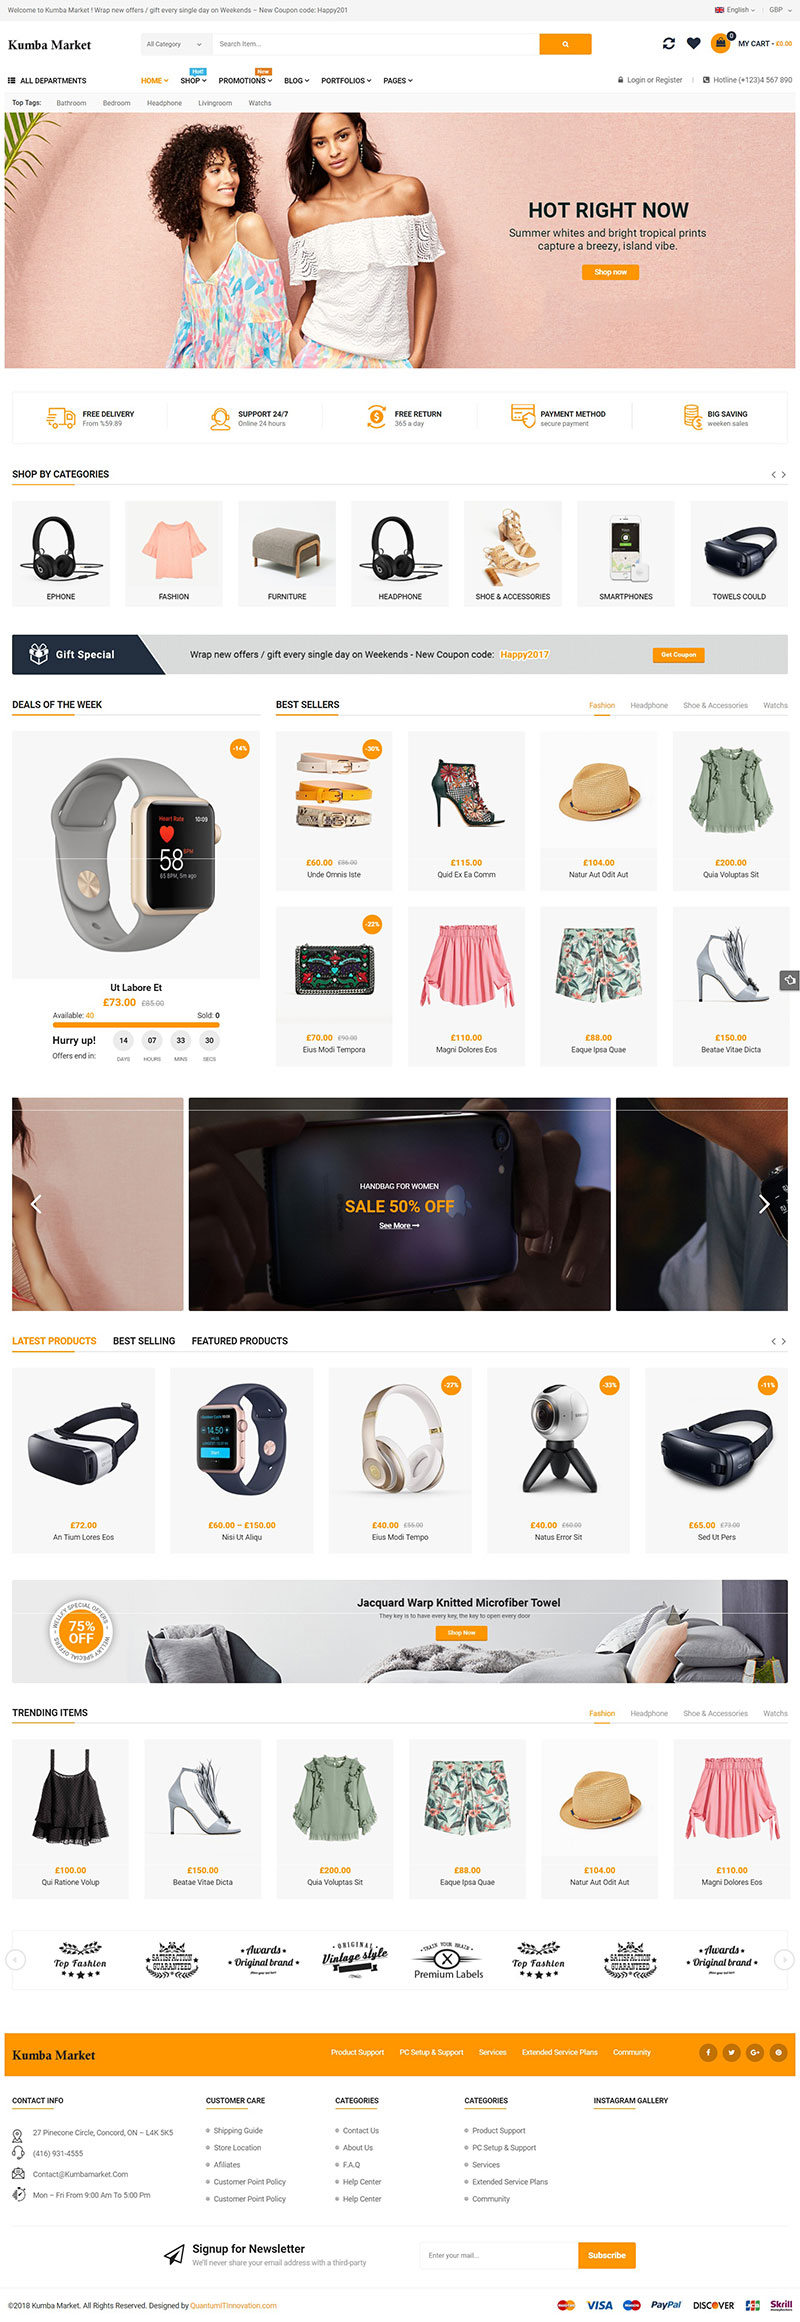 Welcome to Kumba Market ! Wrap new offers / gift every single day on Weekends – New Coupon code: Happy201
English
GBP
Kumba Market
All Category
Search Item...
0
MY CART - £0.00
ALL DEPARTMENTS
HOME
SHOP
Hot!
PROMOTIONS
New
BLOG
PORTFOLIOS
PAGES
Login or Register
Hotline (+123)4 567 890
Top Tags:
Bathroom
Bedroom
Headphone
Livingroom
Watchs
HOT RIGHT NOW
Summer whites and bright tropical prints
capture a breezy, island vibe.
Shop now
FREE DELIVERY
From %59.89
SUPPORT 24/7
Online 24 hours
FREE RETURN
365 a day
PAYMENT METHOD
secure payment
BIG SAVING
weeken sales
SHOP BY CATEGORIES
EPHONE
FASHION
FURNITURE
HEADPHONE
SHOE & ACCESSORIES
SMARTPHONES
TOWELS COULD
Gift Special
Wrap new offers / gift every single day on Weekends - New Coupon code: Happy2017
Get Coupon
DEALS OF THE WEEK
-14%
Heart Rate 10:09
58 BPM
65 BPM, 5m ago
Ut Labore Et
£73.00 £85.00
Available: 40
Sold: 0
Hurry up!
Offers end in:
14 07 33 30
DAYS HOURS MINS SECS
BEST SELLERS
Fashion
Headphone
Shoe & Accessories
Watchs
-30%
£60.00 £86.00
Unde Omnis Iste
£115.00
Quid Ex Ea Comm
£104.00
Natur Aut Odit Aut
£200.00
Quia Voluptas Sit
-22%
£70.00 £90.00
Eius Modi Tempora
£110.00
Magni Dolores Eos
£88.00
Eaque Ipsa Quae
£150.00
Beatae Vitae Dicta
HANDBAG FOR WOMEN
SALE 50% OFF
See More
LATEST PRODUCTS
BEST SELLING
FEATURED PRODUCTS
£72.00
An Tium Lores Eos
£60.00 – £150.00
Nisi Ut Aliqu
-27%
£40.00 £55.00
Eius Modi Tempo
-33%
£40.00 £60.00
Natus Error Sit
-11%
£65.00 £73.00
Sed Ut Pers
WELLFY SPECIAL OFFERS
75%
OFF
Jacquard Warp Knitted Microfiber Towel
They key is to have every key, the key to open every door
Shop Now
TRENDING ITEMS
Fashion
Headphone
Shoe & Accessories
Watchs
£100.00
Qui Ratione Volup
£150.00
Beatae Vitae Dicta
£200.00
Quia Voluptas Sit
£88.00
Eaque Ipsa Quae
£104.00
Natur Aut Odit Aut
£110.00
Magni Dolores Eos
Top Fashion
SATISFACTION
GUARANTEED
Awards
Original brand
ORIGINAL
Vintage style
TRAIN YOUR BRAIN
Premium Labels
Top Fashion
SATISFACTION
GUARANTEED
Awards
Original brand
Kumba Market
Product Support
PC Setup & Support
Services
Extended Service Plans
Community
CONTACT INFO
27 Pinecone Circle, Concord, ON – L4K 5K5
(416) 931-4555
Contact@Kumbamarket.Com
Mon – Fri From 9:00 Am To 5:00 Pm
CUSTOMER CARE
Shipping Guide
Store Location
Afiliates
Customer Point Policy
Customer Point Policy
CATEGORIES
Contact Us
About Us
F.A.Q
Help Center
Help Center
CATEGORIES
Product Support
PC Setup & Support
Services
Extended Service Plans
Community
INSTAGRAM GALLERY
Signup for Newsletter
We'll never share your email address with a third-party
Enter your mail...
Subscribe
©2018 Kumba Market. All Rights Reserved. Designed by QuantumITInnovation.com
VISA
PayPal
DISCOVER
Skrill